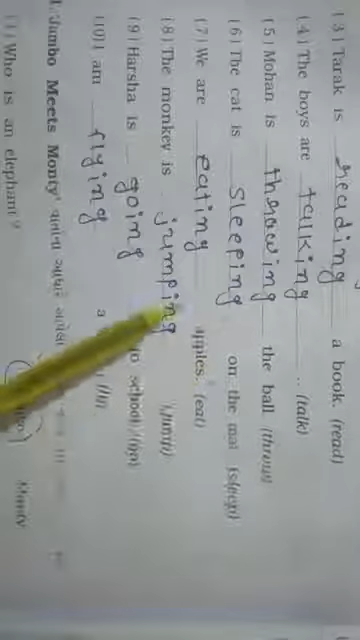 (3) Tarak is reading a book. (read)
(4) The boys are talking. (talk)
(5) Mohan is throwing the ball. (throw)
(6) The cat is sleeping on the mat. (sleep)
(7) We are eating apples. (eat)
(8) The monkey is jumping. (jump)
(9) Harsha is going to school. (go)
(10) I am flying a (fly)
'Jumbo Meets Monty'
(1) Who is an elephant? Monty